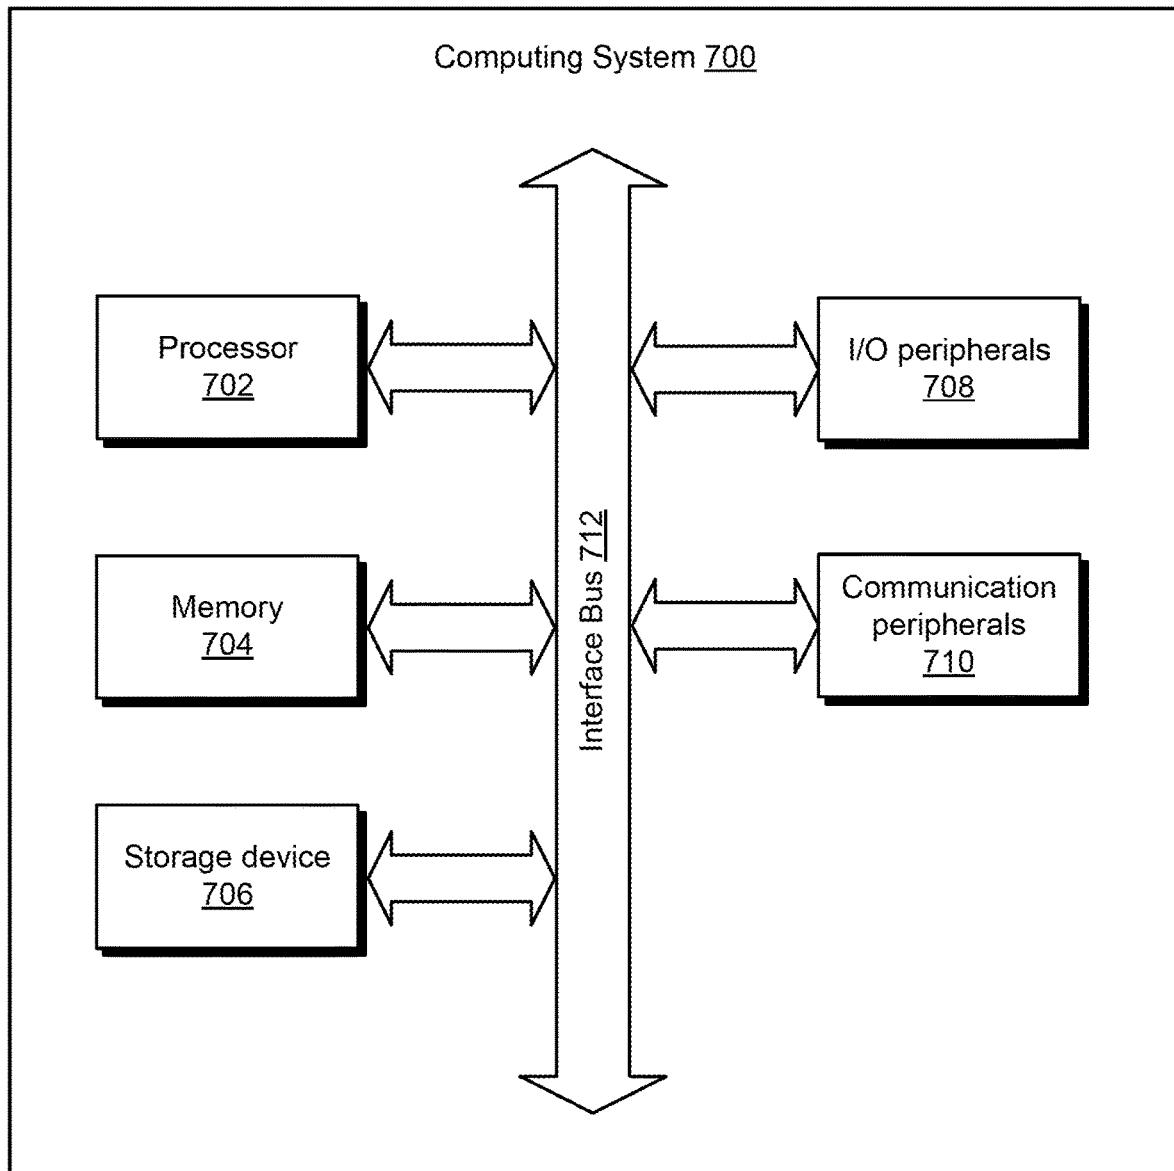 Computing System 700
Processor
702
I/O peripherals
708
Interface Bus 712
Memory
704
Communication
peripherals
710
Storage device
706